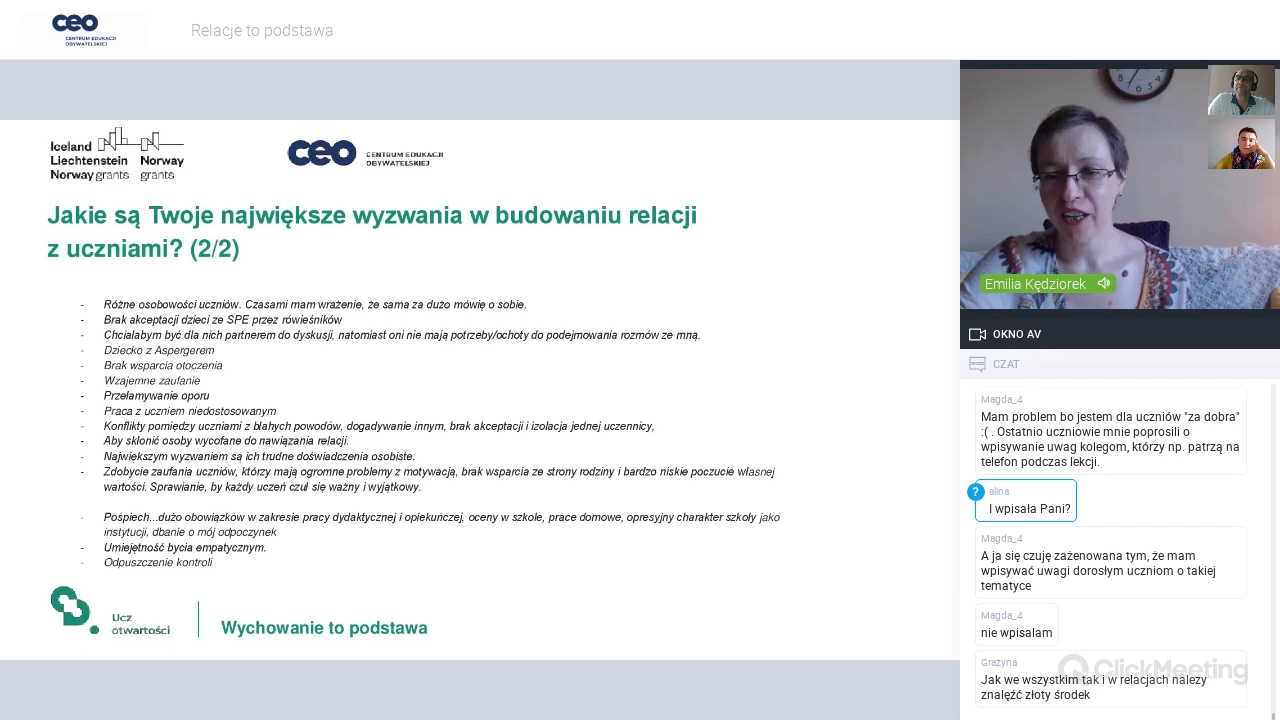 ceo
CENTRUM EDUKACJI
OBYWATELSKIEJ
Relacje to podstawa
Iceland
Liechtenstein
Norway grants
Norway
grants
ceo
CENTRUM EDUKACJI
OBYWATELSKIEJ
Jakie są Twoje największe wyzwania w budowaniu relacji
z uczniami? (2/2)
- Różne osobowości uczniów. Czasami mam wrażenie, że sama za dużo mówię o sobie.
- Brak akceptacji dzieci ze SPE przez rówieśników
- Chciałabym być dla nich partnerem do dyskusji, natomiast oni nie mają potrzeby/ochoty do podejmowania rozmów ze mną.
- Dziecko z Aspergerem
- Brak wsparcia otoczenia
- Wzajemne zaufanie
- Przełamywanie oporu
- Praca z uczniem niedostosowanym
- Konflikty pomiędzy uczniami z błahych powodów, dogadywanie innym, brak akceptacji i izolacja jednej uczennicy,
- Aby skłonić osoby wycofane do nawiązania relacji.
- Największym wyzwaniem są ich trudne doświadczenia osobiste.
- Zdobycie zaufania uczniów, którzy mają ogromne problemy z motywacją, brak wsparcia ze strony rodziny i bardzo niskie poczucie własnej
wartości. Sprawianie, by każdy uczeń czuł się ważny i wyjątkowy.
- Pośpiech...dużo obowiązków w zakresie pracy dydaktycznej i opiekuńczej, oceny w szkole, prace domowe, opresyjny charakter szkoły jako
instytucji, dbanie o mój odpoczynek
- Umiejętność bycia empatycznym.
- Odpuszczenie kontroli
Ucz
otwartości
Wychowanie to podstawa
Emilia Kędziorek
OKNO AV
CZAT
Magda_4
Mam problem bo jestem dla uczniów "za dobra"
:( . Ostatnio uczniowie mnie poprosili o
wpisywanie uwag kolegom, którzy np. patrzą na
telefon podczas lekcji.
?
alina
I wpisała Pani?
Magda_4
A ja się czuję zażenowana tym, że mam
wpisywać uwagi dorosłym uczniom o takiej
tematyce
Magda_4
nie wpisalam
Grażyna
Jak we wszystkim tak i w relacjach należy
znaleźć złoty środek
ClickMeeting